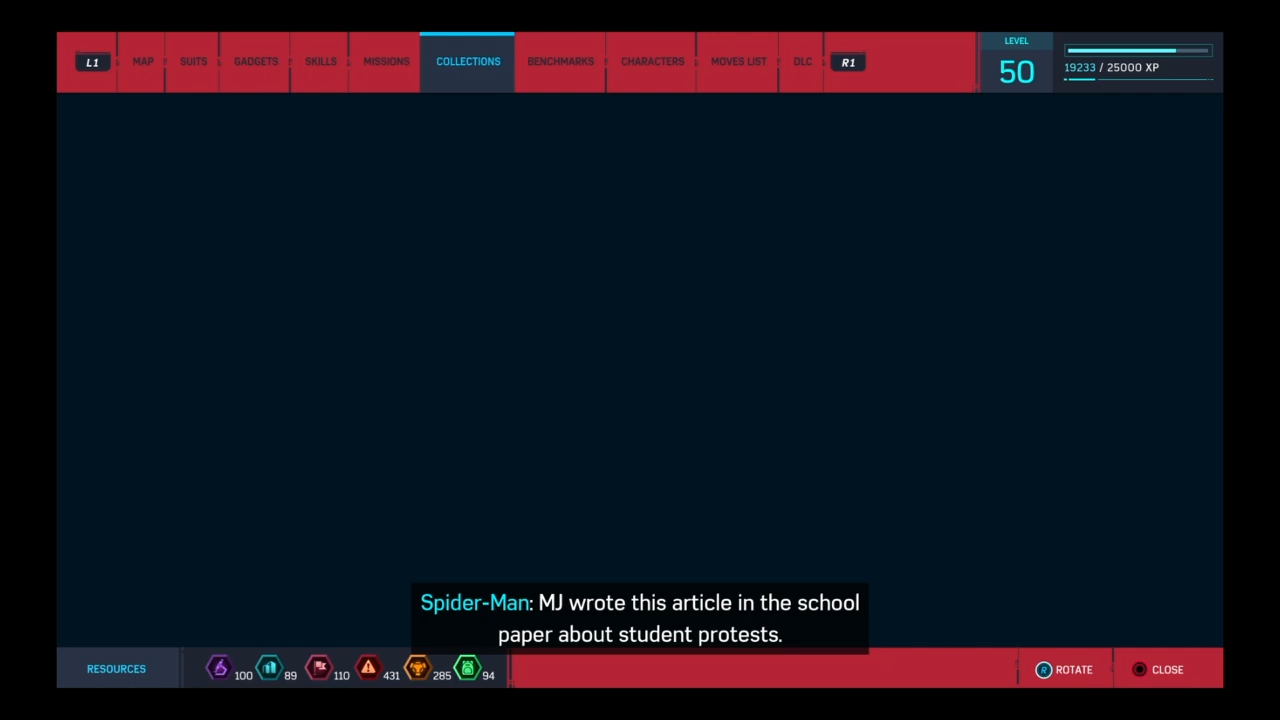 L1 MAP SUITS GADGETS SKILLS MISSIONS COLLECTIONS BENCHMARKS CHARACTERS MOVES LIST DLC R1
LEVEL
50
19233 / 25000 XP
Spider-Man: MJ wrote this article in the school
paper about student protests.
RESOURCES 100 89 110 431 285 94 R ROTATE CLOSE